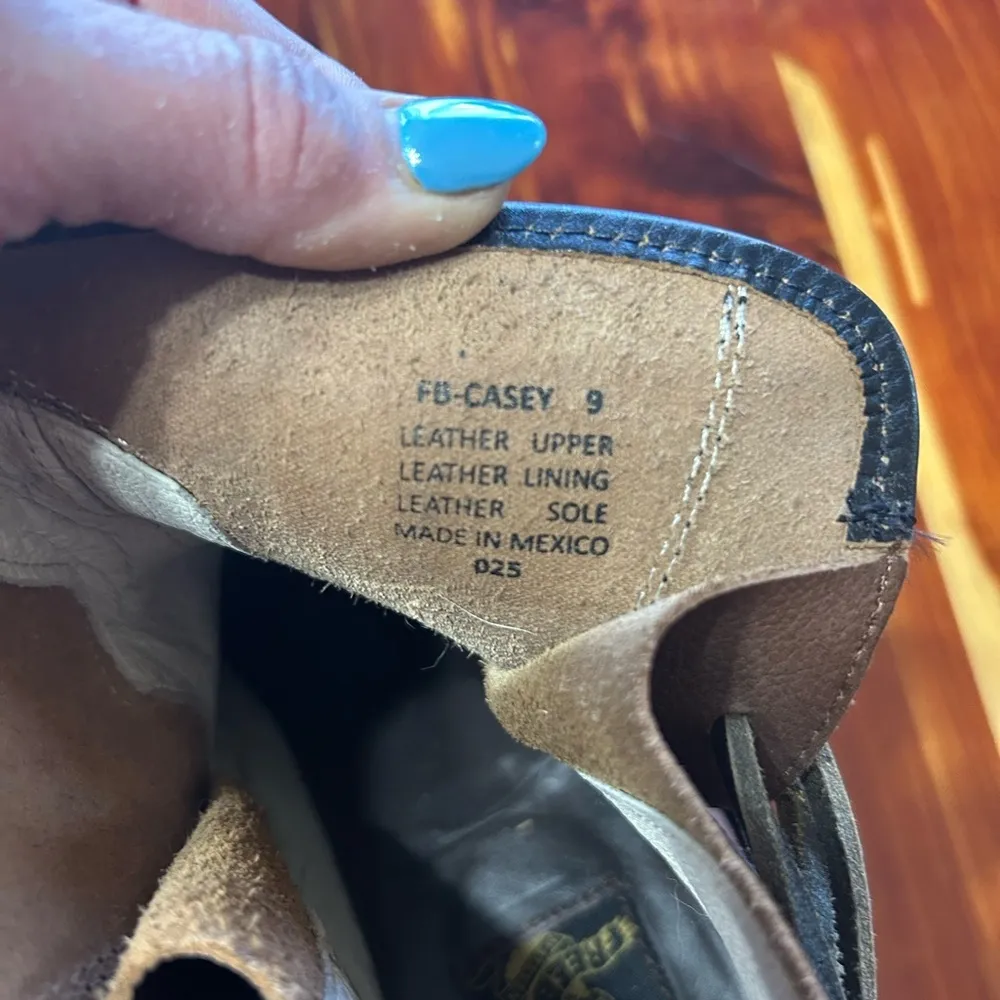 FB-CASEY 9
LEATHER UPPER
LEATHER LINING
LEATHER SOLE
MADE IN MEXICO
025